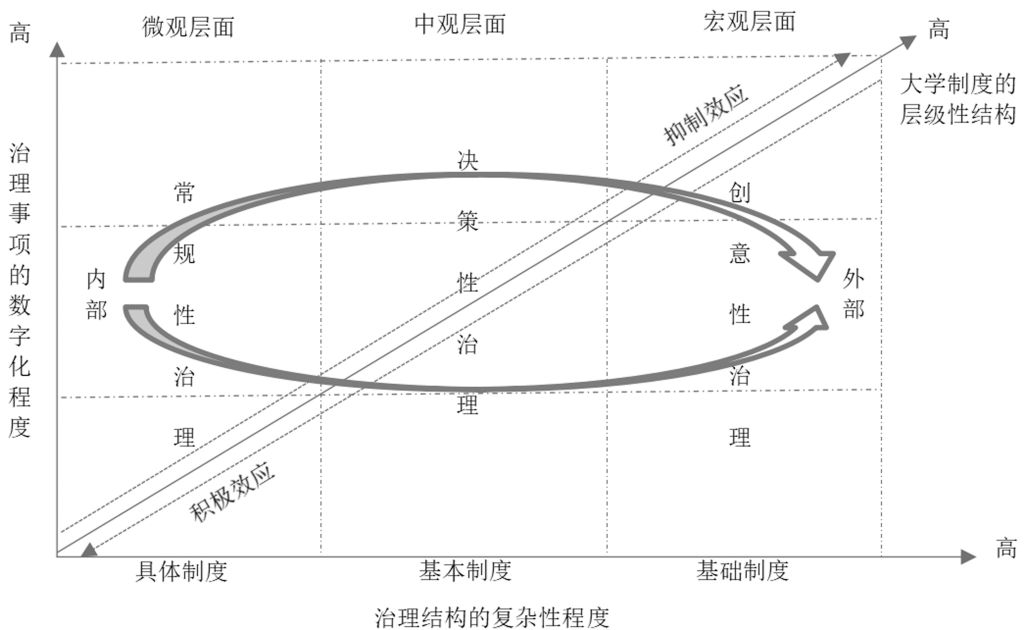 高
微观层面
中观层面
宏观层面
高
大学制度的
层级性结构
抑制效应
治理事项的数字化程度
常规性治理
决策性治理
创意性治理
内部
外部
积极效应
高
具体制度
基本制度
基础制度
治理结构的复杂性程度